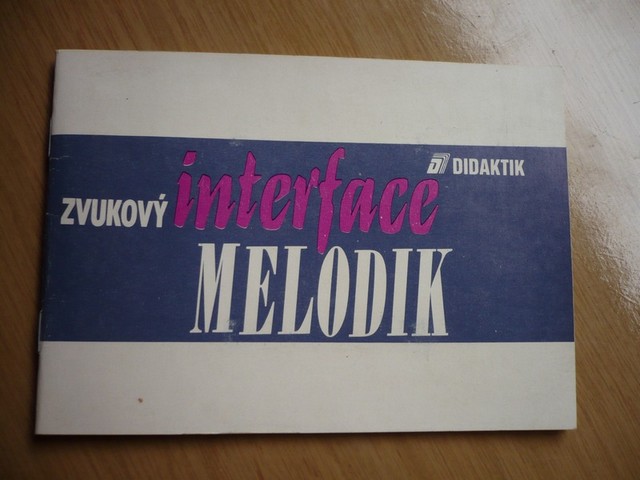 DIDAKTIK
ZVUKOVÝ interface
MELODIK